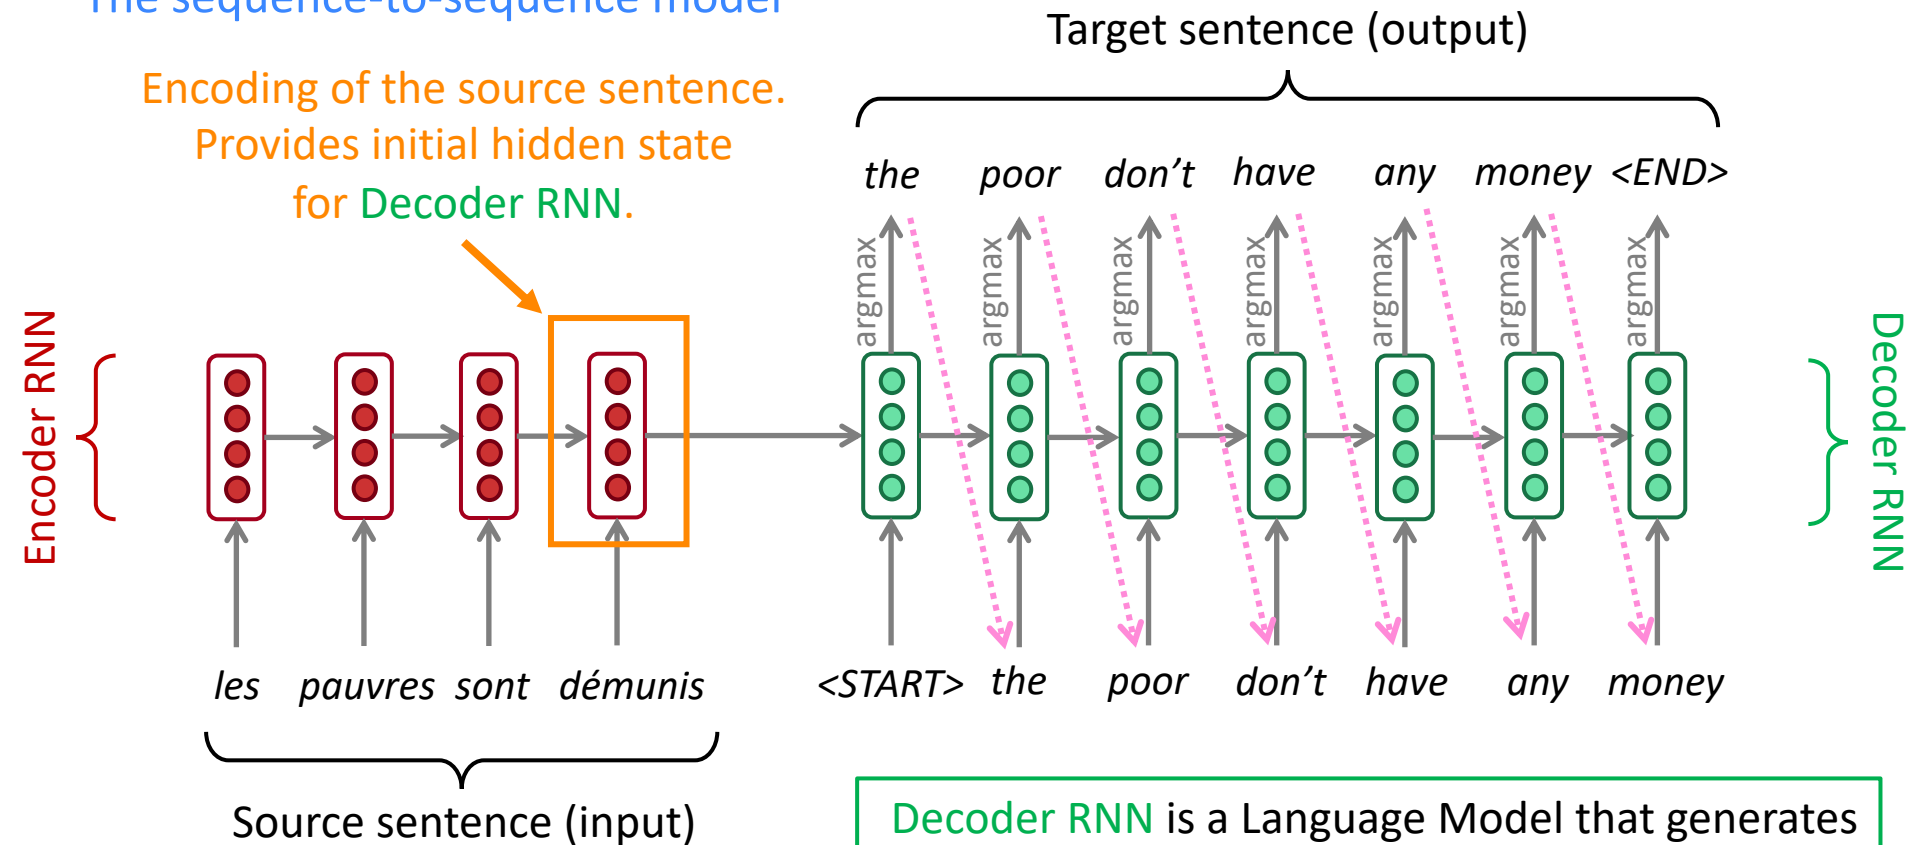 The sequence-to-sequence model
Target sentence (output)
Encoding of the source sentence.
Provides initial hidden state
for Decoder RNN.
the poor don't have any money <END>
argmax argmax argmax argmax argmax argmax argmax
Encoder RNN
Decoder RNN
les pauvres sont démunis
<START> the poor don't have any money
Source sentence (input)
Decoder RNN is a Language Model that generates